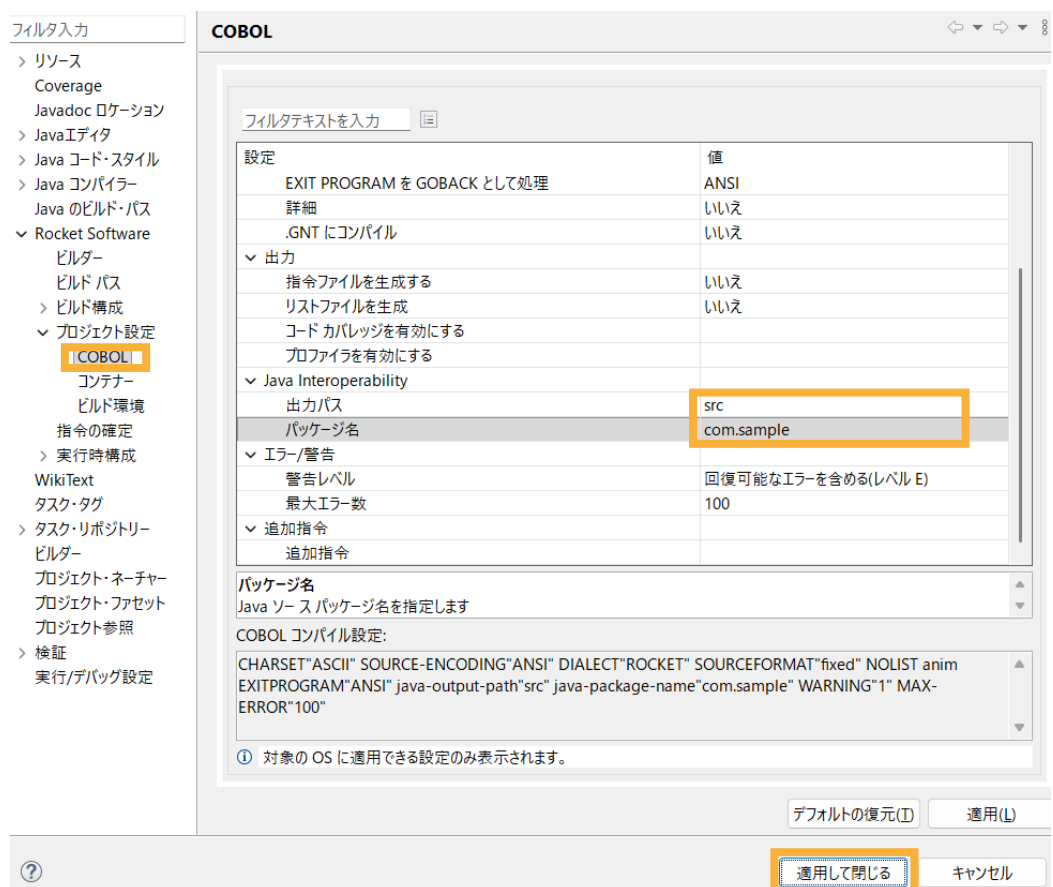 フィルタ入力
リソース
Coverage
Javadoc ロケーション
Javaエディタ
Java コード・スタイル
Java コンパイラー
Java のビルド・パス
Rocket Software
ビルダー
ビルド パス
ビルド構成
プロジェクト設定
COBOL
コンテナー
ビルド環境
指令の確定
実行時構成
WikiText
タスク・タグ
タスク・リポジトリー
ビルダー
プロジェクト・ネーチャー
プロジェクト・ファセット
プロジェクト参照
検証
実行/デバッグ設定
COBOL
フィルタテキストを入力
設定 値
EXIT PROGRAM を GOBACK として処理 ANSI
詳細 いいえ
.GNT にコンパイル いいえ
出力
指令ファイルを生成する いいえ
リストファイルを生成 いいえ
コード カバレッジを有効にする
プロファイラを有効にする
Java Interoperability
出力パス src
パッケージ名 com.sample
エラー/警告
警告レベル 回復可能なエラーを含める(レベル E)
最大エラー数 100
追加指令
追加指令
パッケージ名
Java ソース パッケージ名を指定します
COBOL コンパイル設定:
CHARSET"ASCII" SOURCE-ENCODING"ANSI" DIALECT"ROCKET" SOURCEFORMAT"fixed" NOLIST anim
EXITPROGRAM"ANSI" java-output-path"src" java-package-name"com.sample" WARNING"1" MAX-
ERROR"100"
対象の OS に適用できる設定のみ表示されます。
デフォルトの復元(T) 適用(L)
適用して閉じる キャンセル